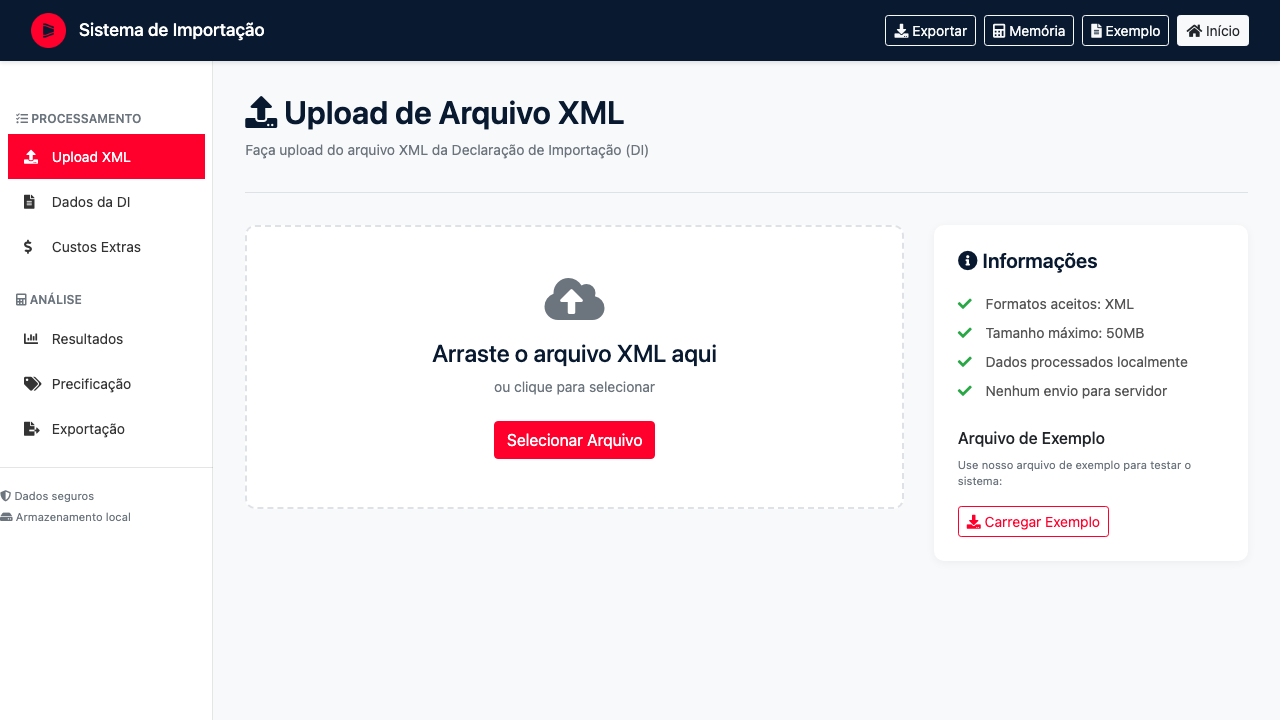 Sistema de Importação
Exportar
Memória
Exemplo
Início
PROCESSAMENTO
Upload XML
Dados da DI
Custos Extras
ANÁLISE
Resultados
Precificação
Exportação
Dados seguros
Armazenamento local
Upload de Arquivo XML
Faça upload do arquivo XML da Declaração de Importação (DI)
Arraste o arquivo XML aqui
ou clique para selecionar
Selecionar Arquivo
Informações
Formatos aceitos: XML
Tamanho máximo: 50MB
Dados processados localmente
Nenhum envio para servidor
Arquivo de Exemplo
Use nosso arquivo de exemplo para testar o
sistema:
Carregar Exemplo